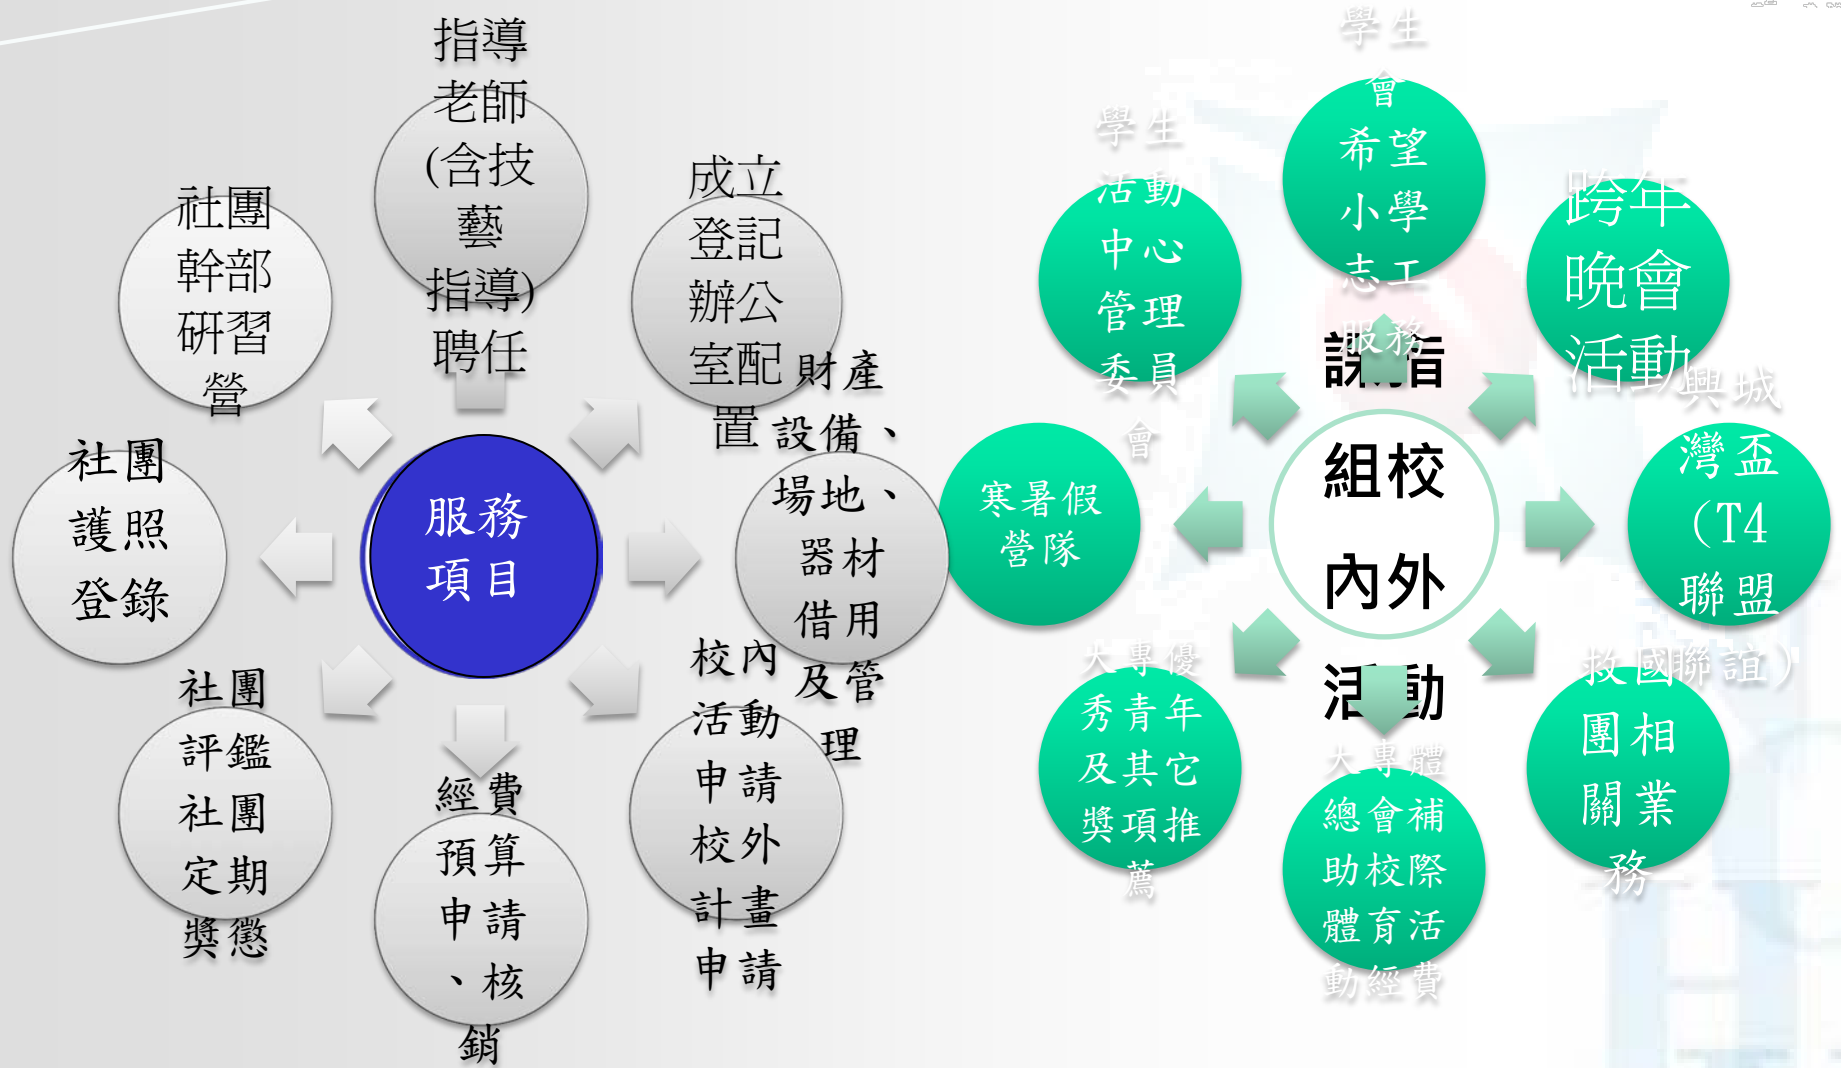 指導
老師
(含技
藝
指導)
聘任
成立
登記
辦公
室配
置
財產
設備、
場地、
器材
借用
及管
理
校內
活動
申請
校外
計畫
申請
經費
預算
申請
、核
銷
社團
評鑑
社團
定期
獎懲
社團
護照
登錄
社團
幹部
研習
營
服務
項目
學生
會
希望
小學
志工
服務
跨年
晚會
活動
興城
灣盃
(T4
聯盟
聯誼)
救國
團相
關業
務
大專體
總會補
助校際
體育活
動經費
大專優
秀青年
及其它
獎項推
薦
寒暑假
營隊
學生
活動
中心
管理
委員
會
課指
組校
內外
活動